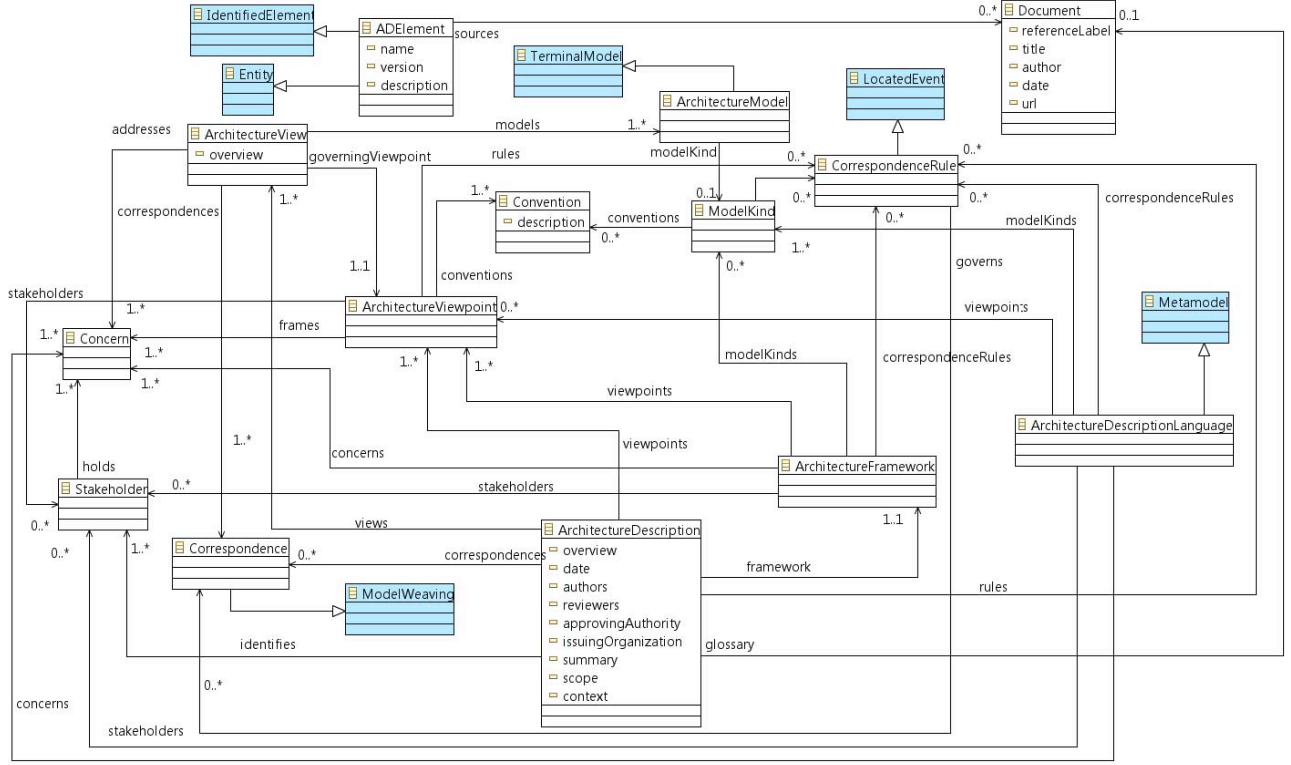 IdentifiedElement
ADElement
name
version
description
sources
0..*
Document
0..1
referenceLabel
title
author
date
url
Entity
TerminalModel
LocatedEvent
ArchitectureModel
addresses
ArchitectureView
overview
models
1..*
governingViewpoint
rules
modelKind
0..*
CorrespondenceRule
0..*
correspondences
1..*
1..*
Convention
description
conventions
0..*
0..1
ModelKind
0..*
0..*
correspondenceRules
0..*
modelKinds
1..*
1..1
conventions
0..*
governs
stakeholders
1..*
ArchitectureViewpoint
0..*
viewpoints
Metamodel
1..*
Concern
1..*
frames
1..*
1..*
1..*
1..*
modelKinds
correspondenceRules
viewpoints
ArchitectureDescriptionLanguage
1..*
viewpoints
holds
concerns
ArchitectureFramework
Stakeholder
0..*
stakeholders
1..1
0..*
0..*
1..*
views
ArchitectureDescription
overview
date
authors
reviewers
approvingAuthority
issuingOrganization
summary
scope
context
Correspondence
0..*
correspondences
framework
ModelWeaving
rules
identifies
glossary
0..*
concerns
stakeholders